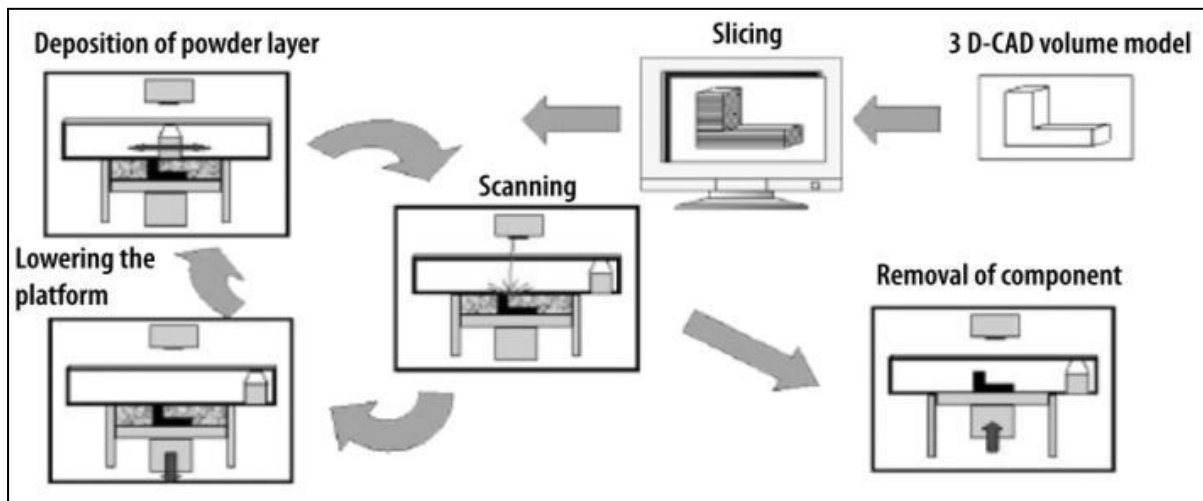 Deposition of powder layer
Slicing
3 D-CAD volume model
Scanning
Lowering the
platform
Removal of component